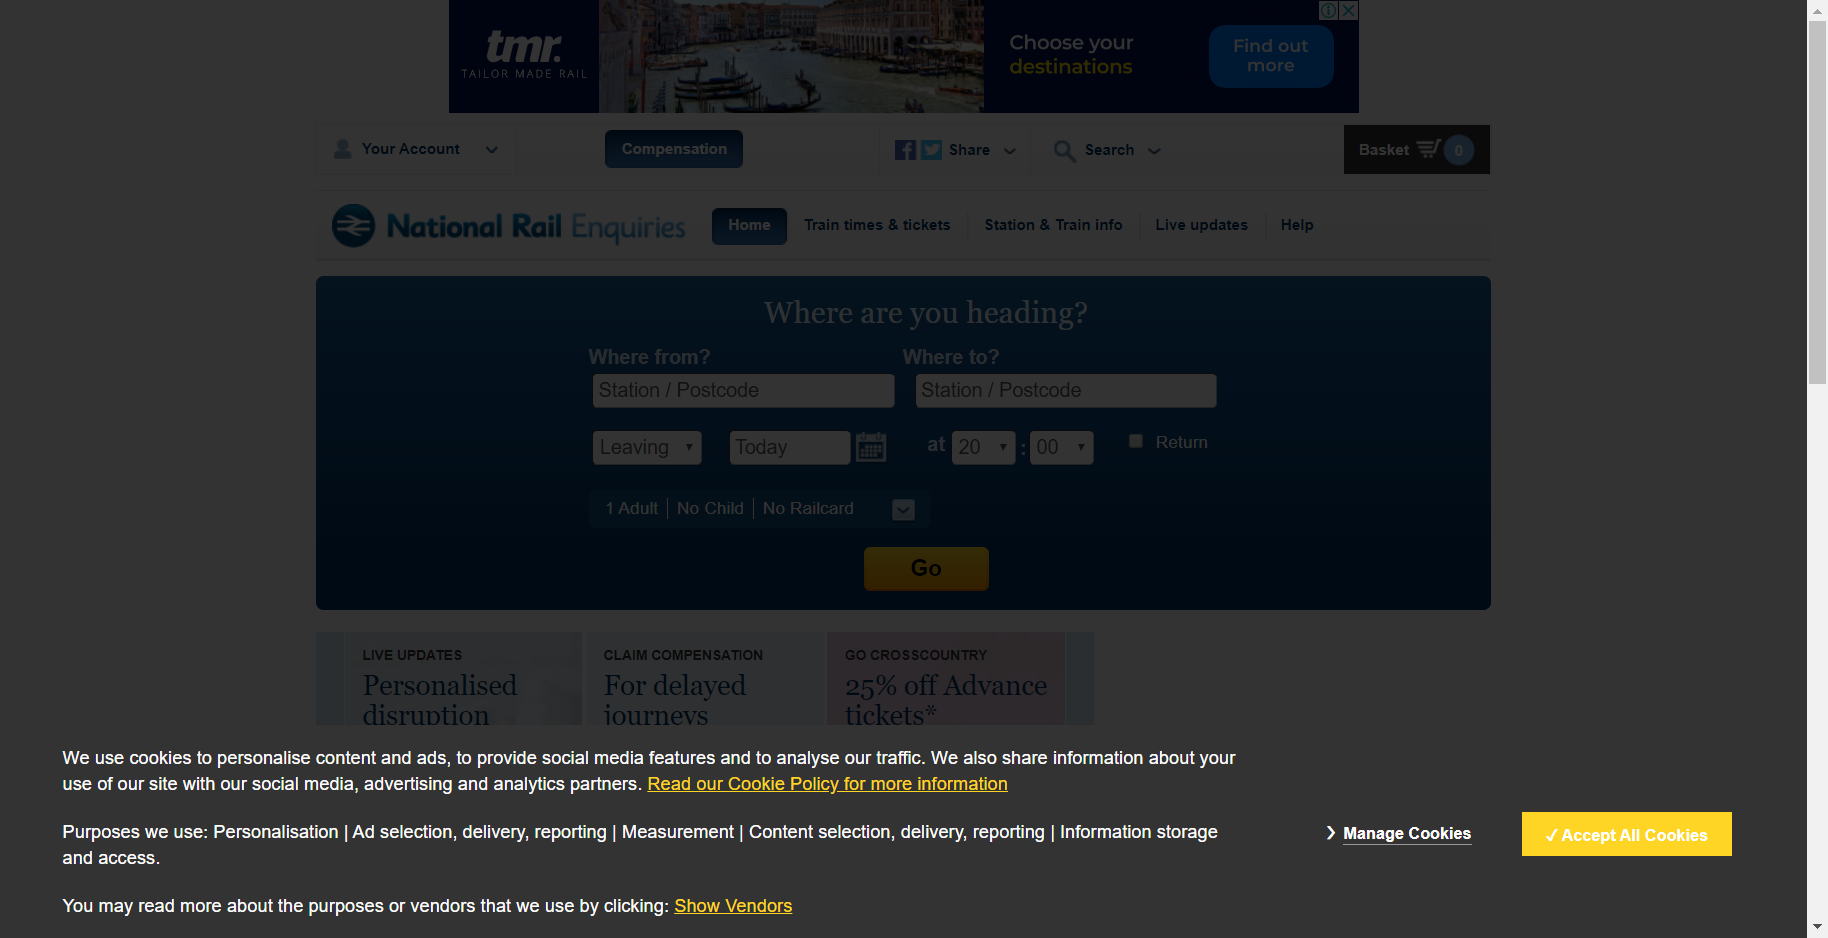 tmr.
TAILOR MADE RAIL
Choose your
destinations
Find out
more
Your Account
Compensation
Share
Search
Basket 0
National Rail Enquiries
Home
Train times & tickets
Station & Train info
Live updates
Help
Where are you heading?
Where from?
Where to?
Station / Postcode
Station / Postcode
Leaving
Today
at 20 : 00
Return
1 Adult | No Child | No Railcard
Go
LIVE UPDATES
Personalised
disruption
CLAIM COMPENSATION
For delayed
journeys
GO CROSSCOUNTRY
25% off Advance
tickets*
We use cookies to personalise content and ads, to provide social media features and to analyse our traffic. We also share information about your
use of our site with our social media, advertising and analytics partners. Read our Cookie Policy for more information
Purposes we use: Personalisation | Ad selection, delivery, reporting | Measurement | Content selection, delivery, reporting | Information storage
and access.
You may read more about the purposes or vendors that we use by clicking: Show Vendors
Manage Cookies
✓ Accept All Cookies